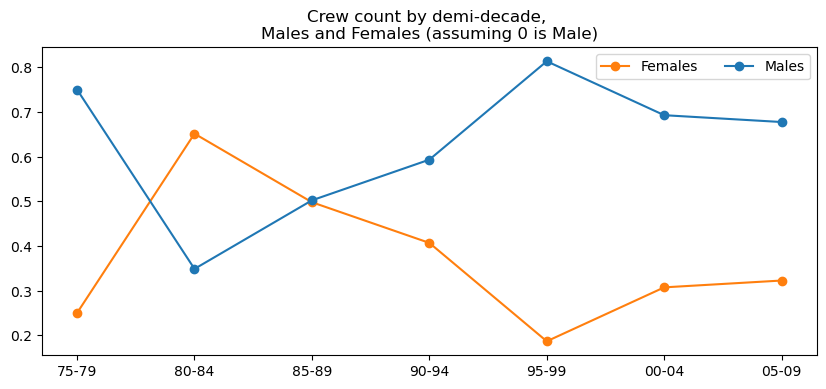 Crew count by demi-decade,
Males and Females (assuming 0 is Male)
Females Males
0.8
0.7
0.6
0.5
0.4
0.3
0.2
75-79 80-84 85-89 90-94 95-99 00-04 05-09